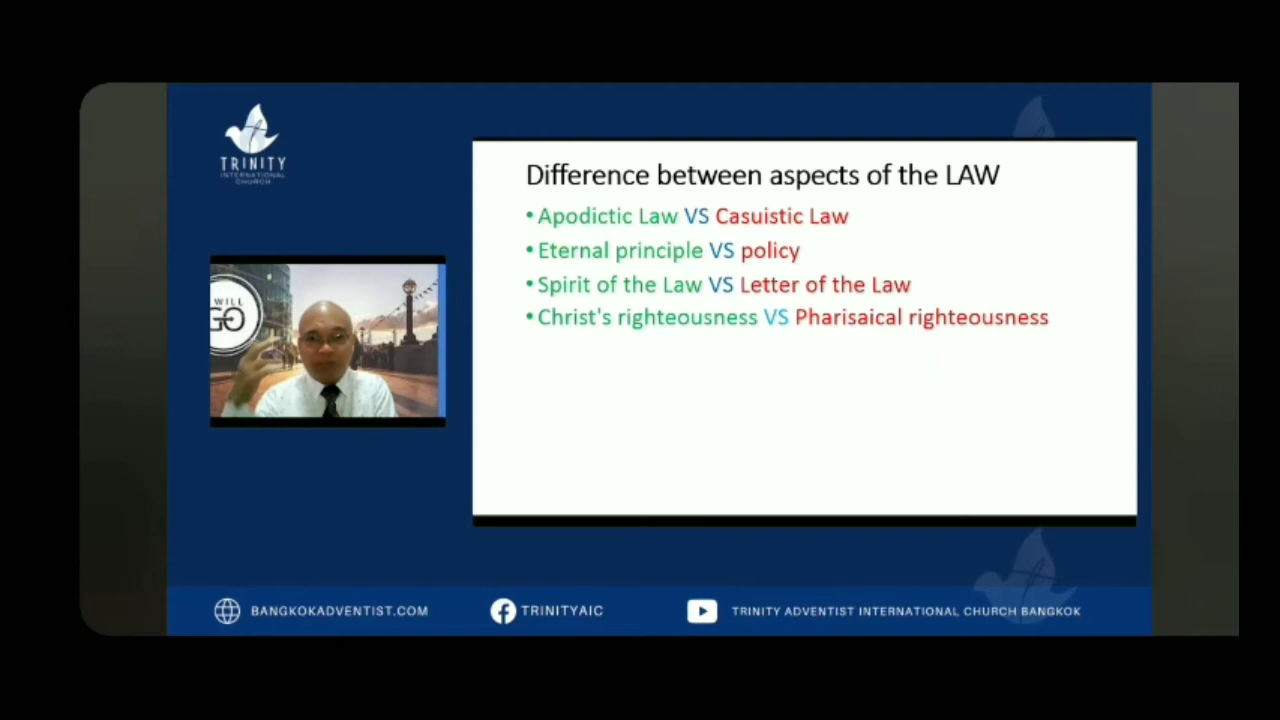 TRINITY
INTERNATIONAL
CHURCH
Difference between aspects of the LAW
•Apodictic Law VS Casuistic Law
•Eternal principle VS policy
•Spirit of the Law VS Letter of the Law
•Christ's righteousness VS Pharisaical righteousness
WILL
GO
BANGKOKADVENTIST.COM
TRINITYAIC
TRINITY ADVENTIST INTERNATIONAL CHURCH BANGKOK